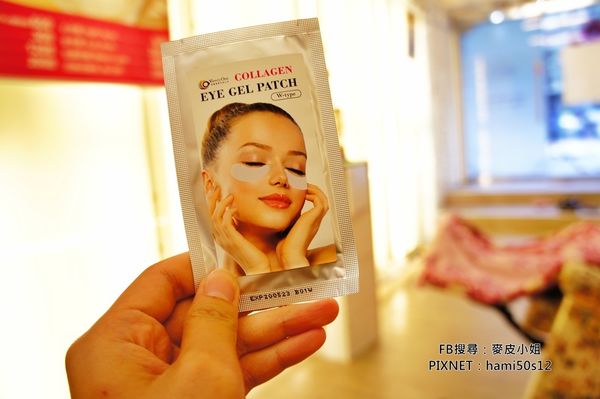 COLLAGEN
EYE GEL PATCH
W-type
EXP200523 B01W
FB搜尋：麥皮小姐
PIXNET：hami50s12